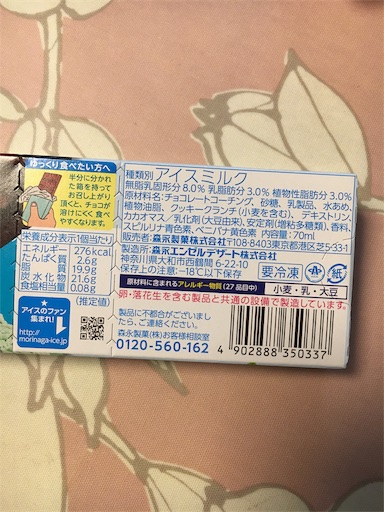 ゆっくり食べたい方へ
半分に分かれ
た箱を持って
お召し上がり
頂くと、チョコが
溶けにくく食べ
やすくなります。
種類別 アイスミルク
無脂乳固形分 8.0% 乳脂肪分 3.0% 植物性脂肪分 3.0%
原材料名:チョコレートコーチング、砂糖、乳製品、水あめ、
植物油脂、クッキークランチ(小麦を含む)、デキストリン、
カカオマス/乳化剤(大豆由来)、安定剤(増粘多糖類)、香料、
スピルリナ青色素、ベニバナ黄色素 内容量:70ml
販売者:森永製菓株式会社 〒108-8403東京都港区芝5-33-1
製造所:森永エンゼルデザート株式会社
神奈川県大和市西鶴間 6-22-10
保存上の注意:-18℃以下保存
要冷凍
紙
原材料に含まれるアレルギー物質(27品目中)
小麦・乳・大豆
卵・落花生を含む製品と共通の設備で製造しています。
栄養成分表示1個当たり
エネルギー 276kcal
たんぱく質 2.6g
脂質 19.9g
炭水化物 21.6g
食塩相当量 0.08g
(推定値)
アイスのファン
集まれ!
http://
morinaga-ice.jp
製品に不都合がございまし
たら、ご連絡ください。
森永製菓(株)お客様相談室
0120-560-162
4 902888 350337